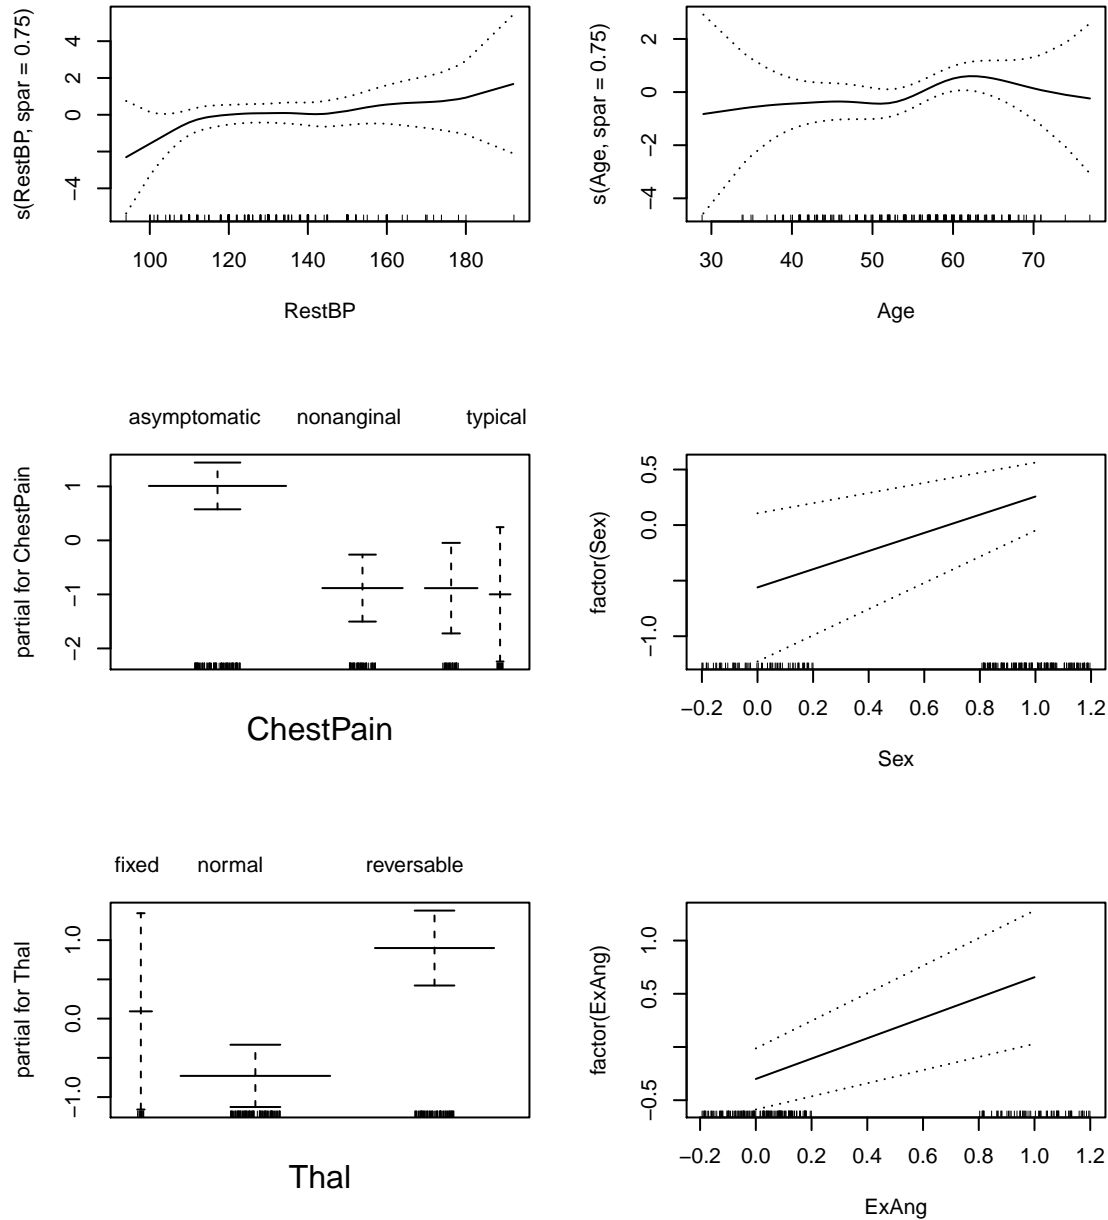 s(RestBP, spar = 0.75)
4
2
0
−4
100 120 140 160 180
RestBP
s(Age, spar = 0.75)
2
0
−2
−4
30 40 50 60 70
Age
asymptomatic nonanginal typical
partial for ChestPain
1
0
−1
−2
ChestPain
factor(Sex)
0.5
0.0
−1.0
−0.2 0.0 0.2 0.4 0.6 0.8 1.0 1.2
Sex
fixed normal reversable
partial for Thal
1.0
0.0
−1.0
Thal
factor(ExAng)
1.0
0.5
−0.5
−0.2 0.0 0.2 0.4 0.6 0.8 1.0 1.2
ExAng